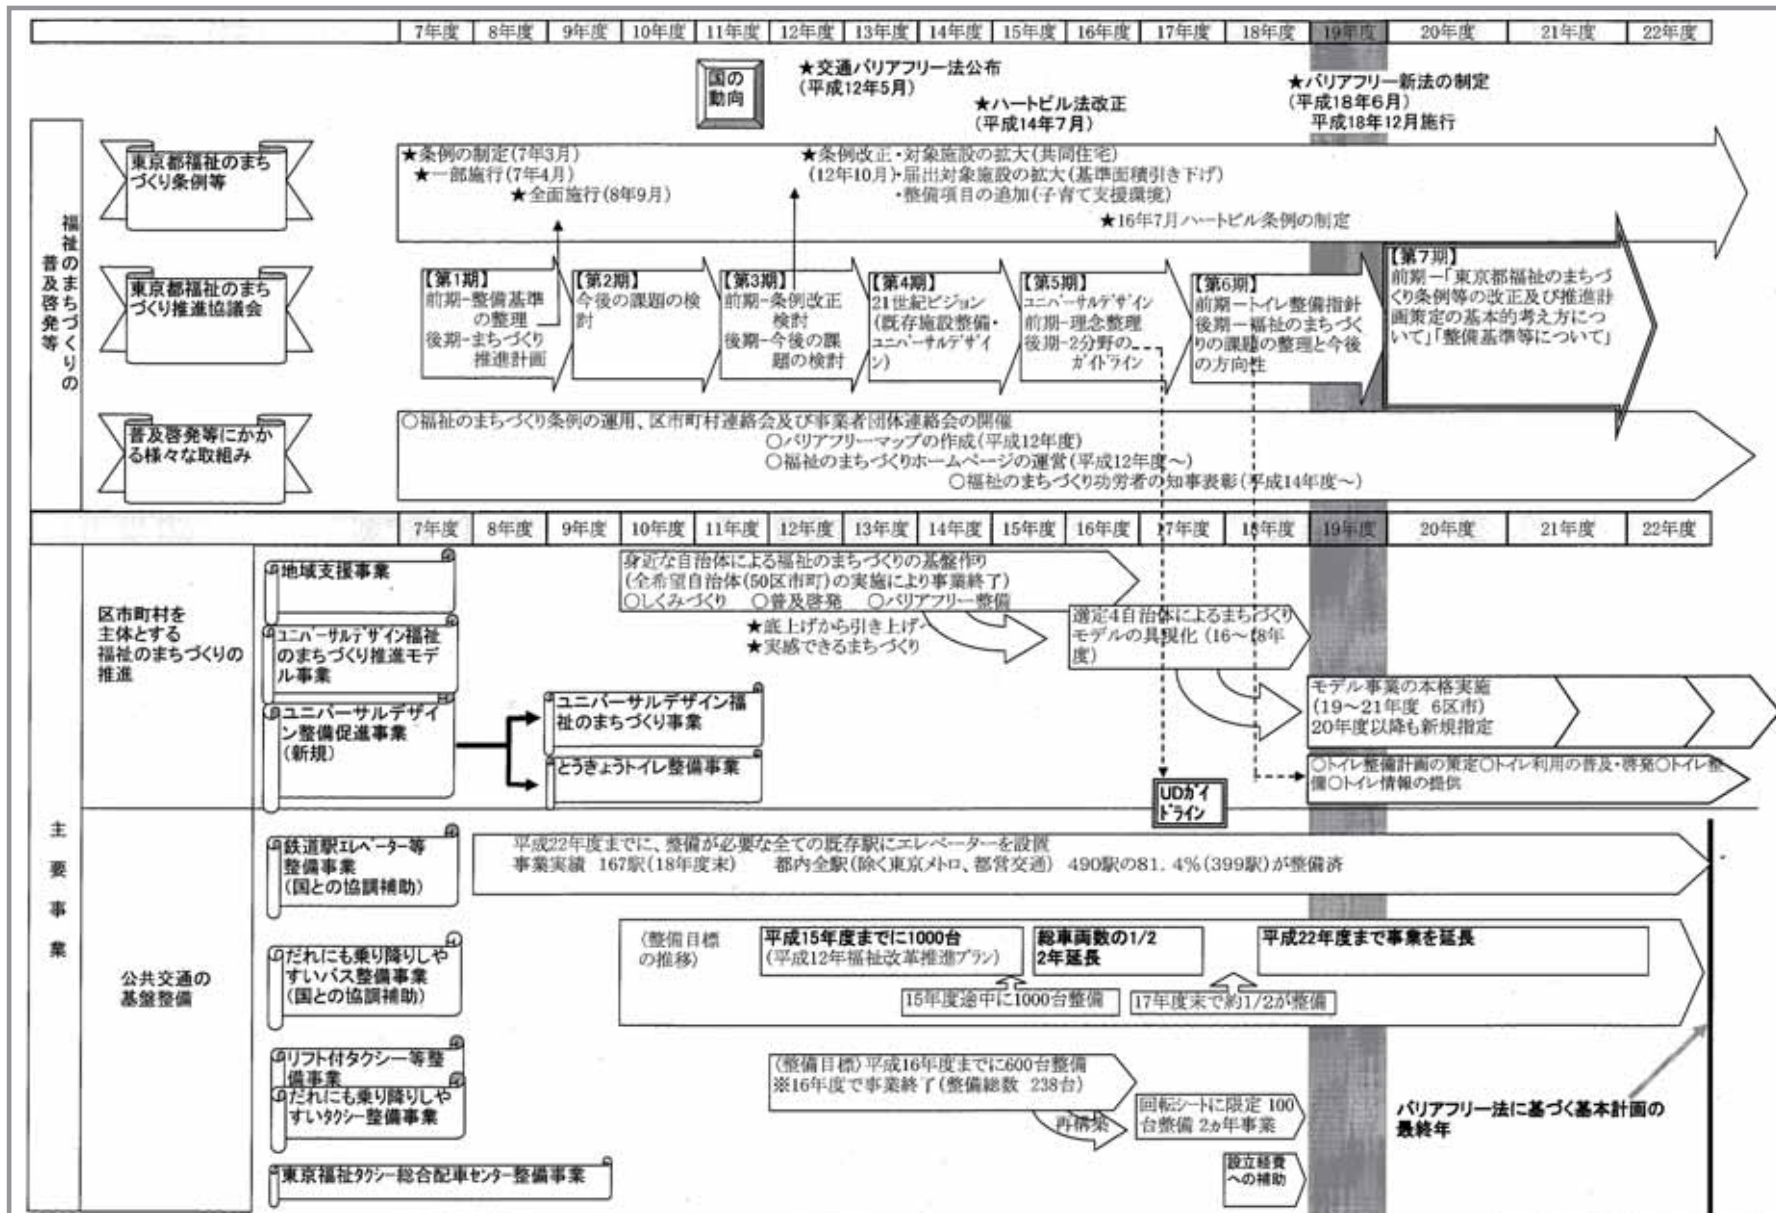 7年度 8年度 9年度 10年度 11年度 12年度 13年度 14年度 15年度 16年度 17年度 18年度 19年度 20年度 21年度 22年度
国の
動向
★交通バリアフリー法公布
(平成12年5月)
★ハートビル法改正
(平成14年7月)
★バリアフリー新法の制定
(平成18年6月)
平成18年12月施行
福祉のまちづくりの
普及啓発等
東京都福祉のまち
づくり条例等
★条例の制定(7年3月)
★一部施行(7年4月)
★全面施行(8年9月)
★条例改正・対象施設の拡大(共同住宅)
(12年10月)・届出対象施設の拡大(基準面積引き下げ)
・整備項目の追加(子育て支援環境)
★16年7月ハートビル条例の制定
東京都福祉のまち
づくり推進協議会
【第1期】
前期-整備基準
の整理
後期-まちづくり
推進計画
【第2期】
今後の課題の検
討
【第3期】
前期-条例改正
検討
後期-今後の課
題の検討
【第4期】
21世紀ビジョン
(既存施設整備・
ユニバーサルデザイ
ン)
【第5期】
ユニバーサルデザイン
前期-理念整理
後期-2分野の
ガイドライン
【第6期】
前期-トイレ整備指針
後期-福祉のまちづく
りの課題の整理と今後
の方向性
【第7期】
前期-「東京都福祉のまちづ
くり条例等の改正及び推進計
画策定の基本的考え方につ
いて」「整備基準等について」
普及啓発等にかか
る様々な取組み
○福祉のまちづくり条例の運用、区市町村連絡会及び事業者団体連絡会の開催
○バリアフリーマップの作成(平成12年度)
○福祉のまちづくりホームページの運営(平成12年度～)
○福祉のまちづくり功労者の知事表彰(平成14年度～)
7年度 8年度 9年度 10年度 11年度 12年度 13年度 14年度 15年度 16年度 17年度 18年度 19年度 20年度 21年度 22年度
主要事業
区市町村を
主体とする
福祉のまちづくりの
推進
地域支援事業
身近な自治体による福祉のまちづくりの基盤作り
(全希望自治体(50区市町)の実施により事業終了)
○しくみづくり ○普及啓発 ○バリアフリー整備
ユニバーサルデザイン福祉
のまちづくり推進モデ
ル事業
★底上げから引き上げへ
★実感できるまちづくり
選定4自治体によるまちづくり
モデルの具現化 (16～18年
度)
ユニバーサルデザイ
ン整備促進事業
(新規)
ユニバーサルデザイン福
祉のまちづくり事業
とうきょうトイレ整備事業
モデル事業の本格実施
(19～21年度 6区市)
20年度以降も新規指定
○トイレ整備計画の策定○トイレ利用の普及・啓発○トイレ整
備○トイレ情報の提供
UDガイ
ドライン
公共交通の
基盤整備
鉄道駅エレベーター等
整備事業
(国との協調補助)
平成22年度までに、整備が必要な全ての既存駅にエレベーターを設置
事業実績 167駅(18年度末) 都内全駅(除く東京メトロ、都営交通) 490駅の81.4%(399駅)が整備済
だれにも乗り降りしや
すいバス整備事業
(国との協調補助)
(整備目標
の推移)
平成15年度までに1000台
(平成12年福祉改革推進プラン)
総車両数の1/2
2年延長
平成22年度まで事業を延長
15年度途中に1000台整備
17年度末で約1/2が整備
リフト付タクシー等整
備事業
だれにも乗り降りしや
すいタクシー整備事業
(整備目標)平成16年度までに600台整備
※16年度で事業終了(整備総数 238台)
再構築
回転シートに限定 100
台整備 2ヵ年事業
バリアフリー法に基づく基本計画の
最終年
東京福祉タクシー総合配車センター整備事業
設立経費
への補助